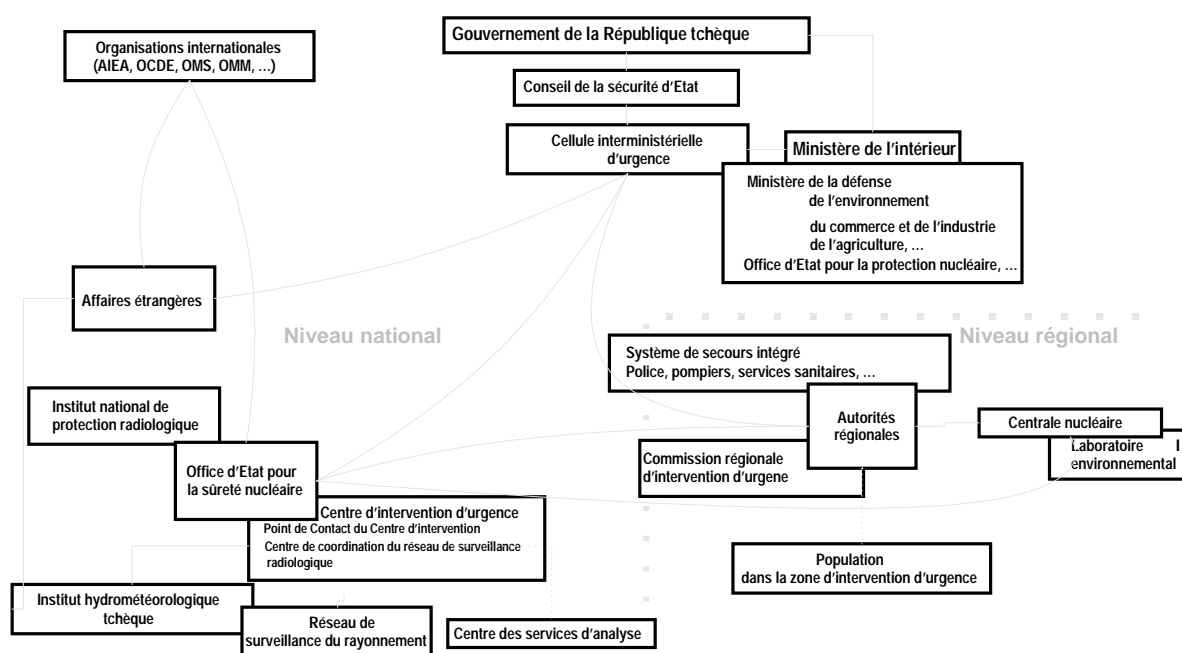 Organisations internationales
(AIEA, OCDE, OMS, OMM, …)
Gouvernement de la République tchèque
Conseil de la sécurité d'Etat
Cellule interministérielle
d'urgence
Ministère de l'intérieur
Ministère de la défense
de l'environnement
du commerce et de l'industrie
de l'agriculture, …
Office d'Etat pour la protection nucléaire, …
Affaires étrangères
Niveau national
Niveau régional
Système de secours intégré
Police, pompiers, services sanitaires, …
Institut national de
protection radiologique
Autorités
régionales
Centrale nucléaire
Laboratoire
environnemental
Commission régionale
d'intervention d'urgene
Office d'Etat pour
la sûreté nucléaire
Centre d'intervention d'urgence
Point de Contact du Centre d'intervention
Centre de coordination du réseau de surveillance
radiologique
Population
dans la zone d'intervention d'urgence
Institut hydrométeorologique
tchèque
Réseau de
surveillance du rayonnement
Centre des services d'analyse